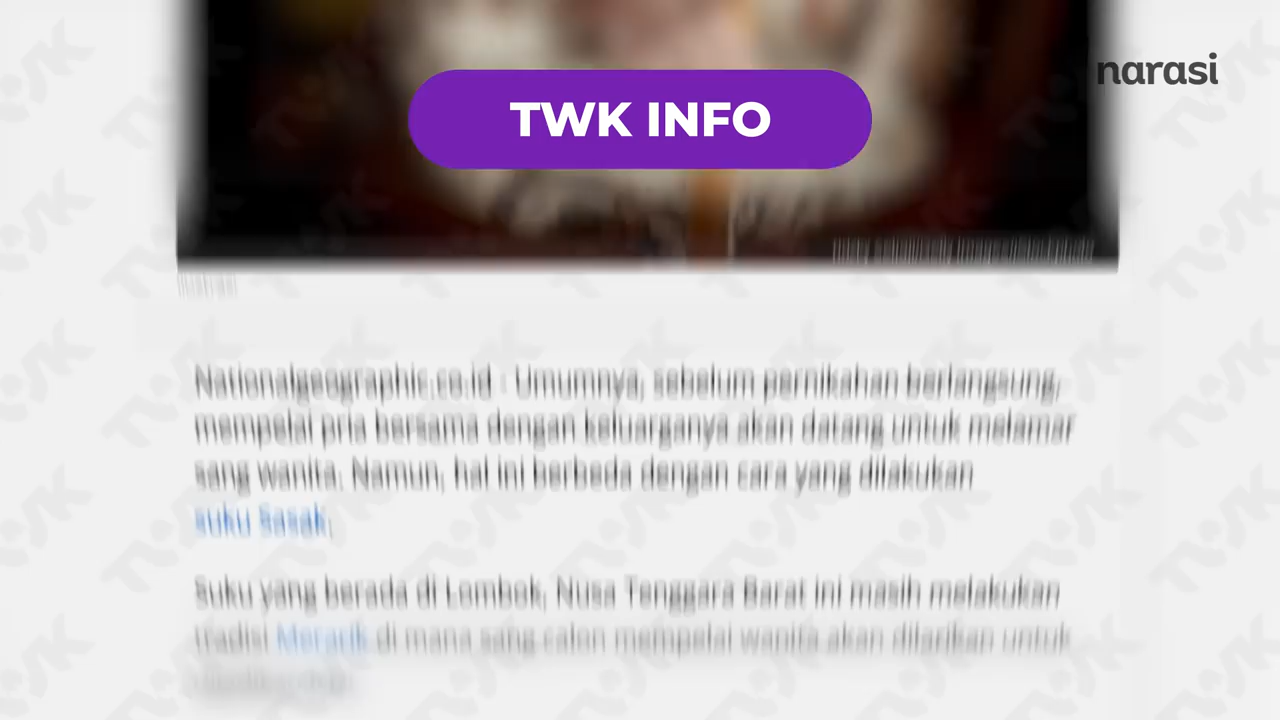 narasi
TWK INFO
Ilustrasi
Nationalgeographic.co.id - Umumnya, sebelum pernikahan berlangsung,
mempelai pria bersama dengan keluarganya akan datang untuk melamar
sang wanita. Namun, hal ini berbeda dengan cara yang dilakukan
suku Sasak.
Suku yang berada di Lombok, Nusa Tenggara Barat ini masih melakukan
tradisi Merarik di mana sang calon mempelai wanita akan dilarikan untuk